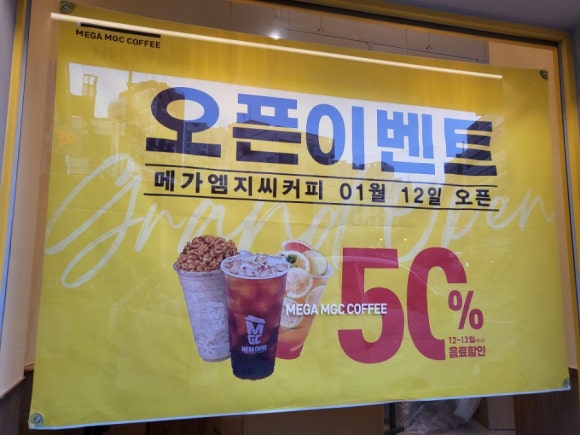 MEGA MGC COFFEE
오픈이벤트
메가엠지씨커피 01월 12일 오픈
Grand Open
MGC
MEGA COFFEE
MEGA MGC COFFEE
50%
12~13일
음료할인